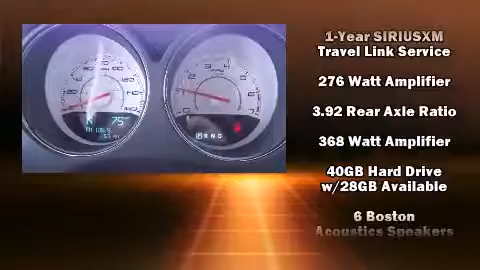 1-Year SIRIUSXM
Travel Link Service
276 Watt Amplifier
3.92 Rear Axle Ratio
368 Watt Amplifier
40GB Hard Drive
w/28GB Available
6 Boston
Acoustics Speakers
N 75°
P R N D